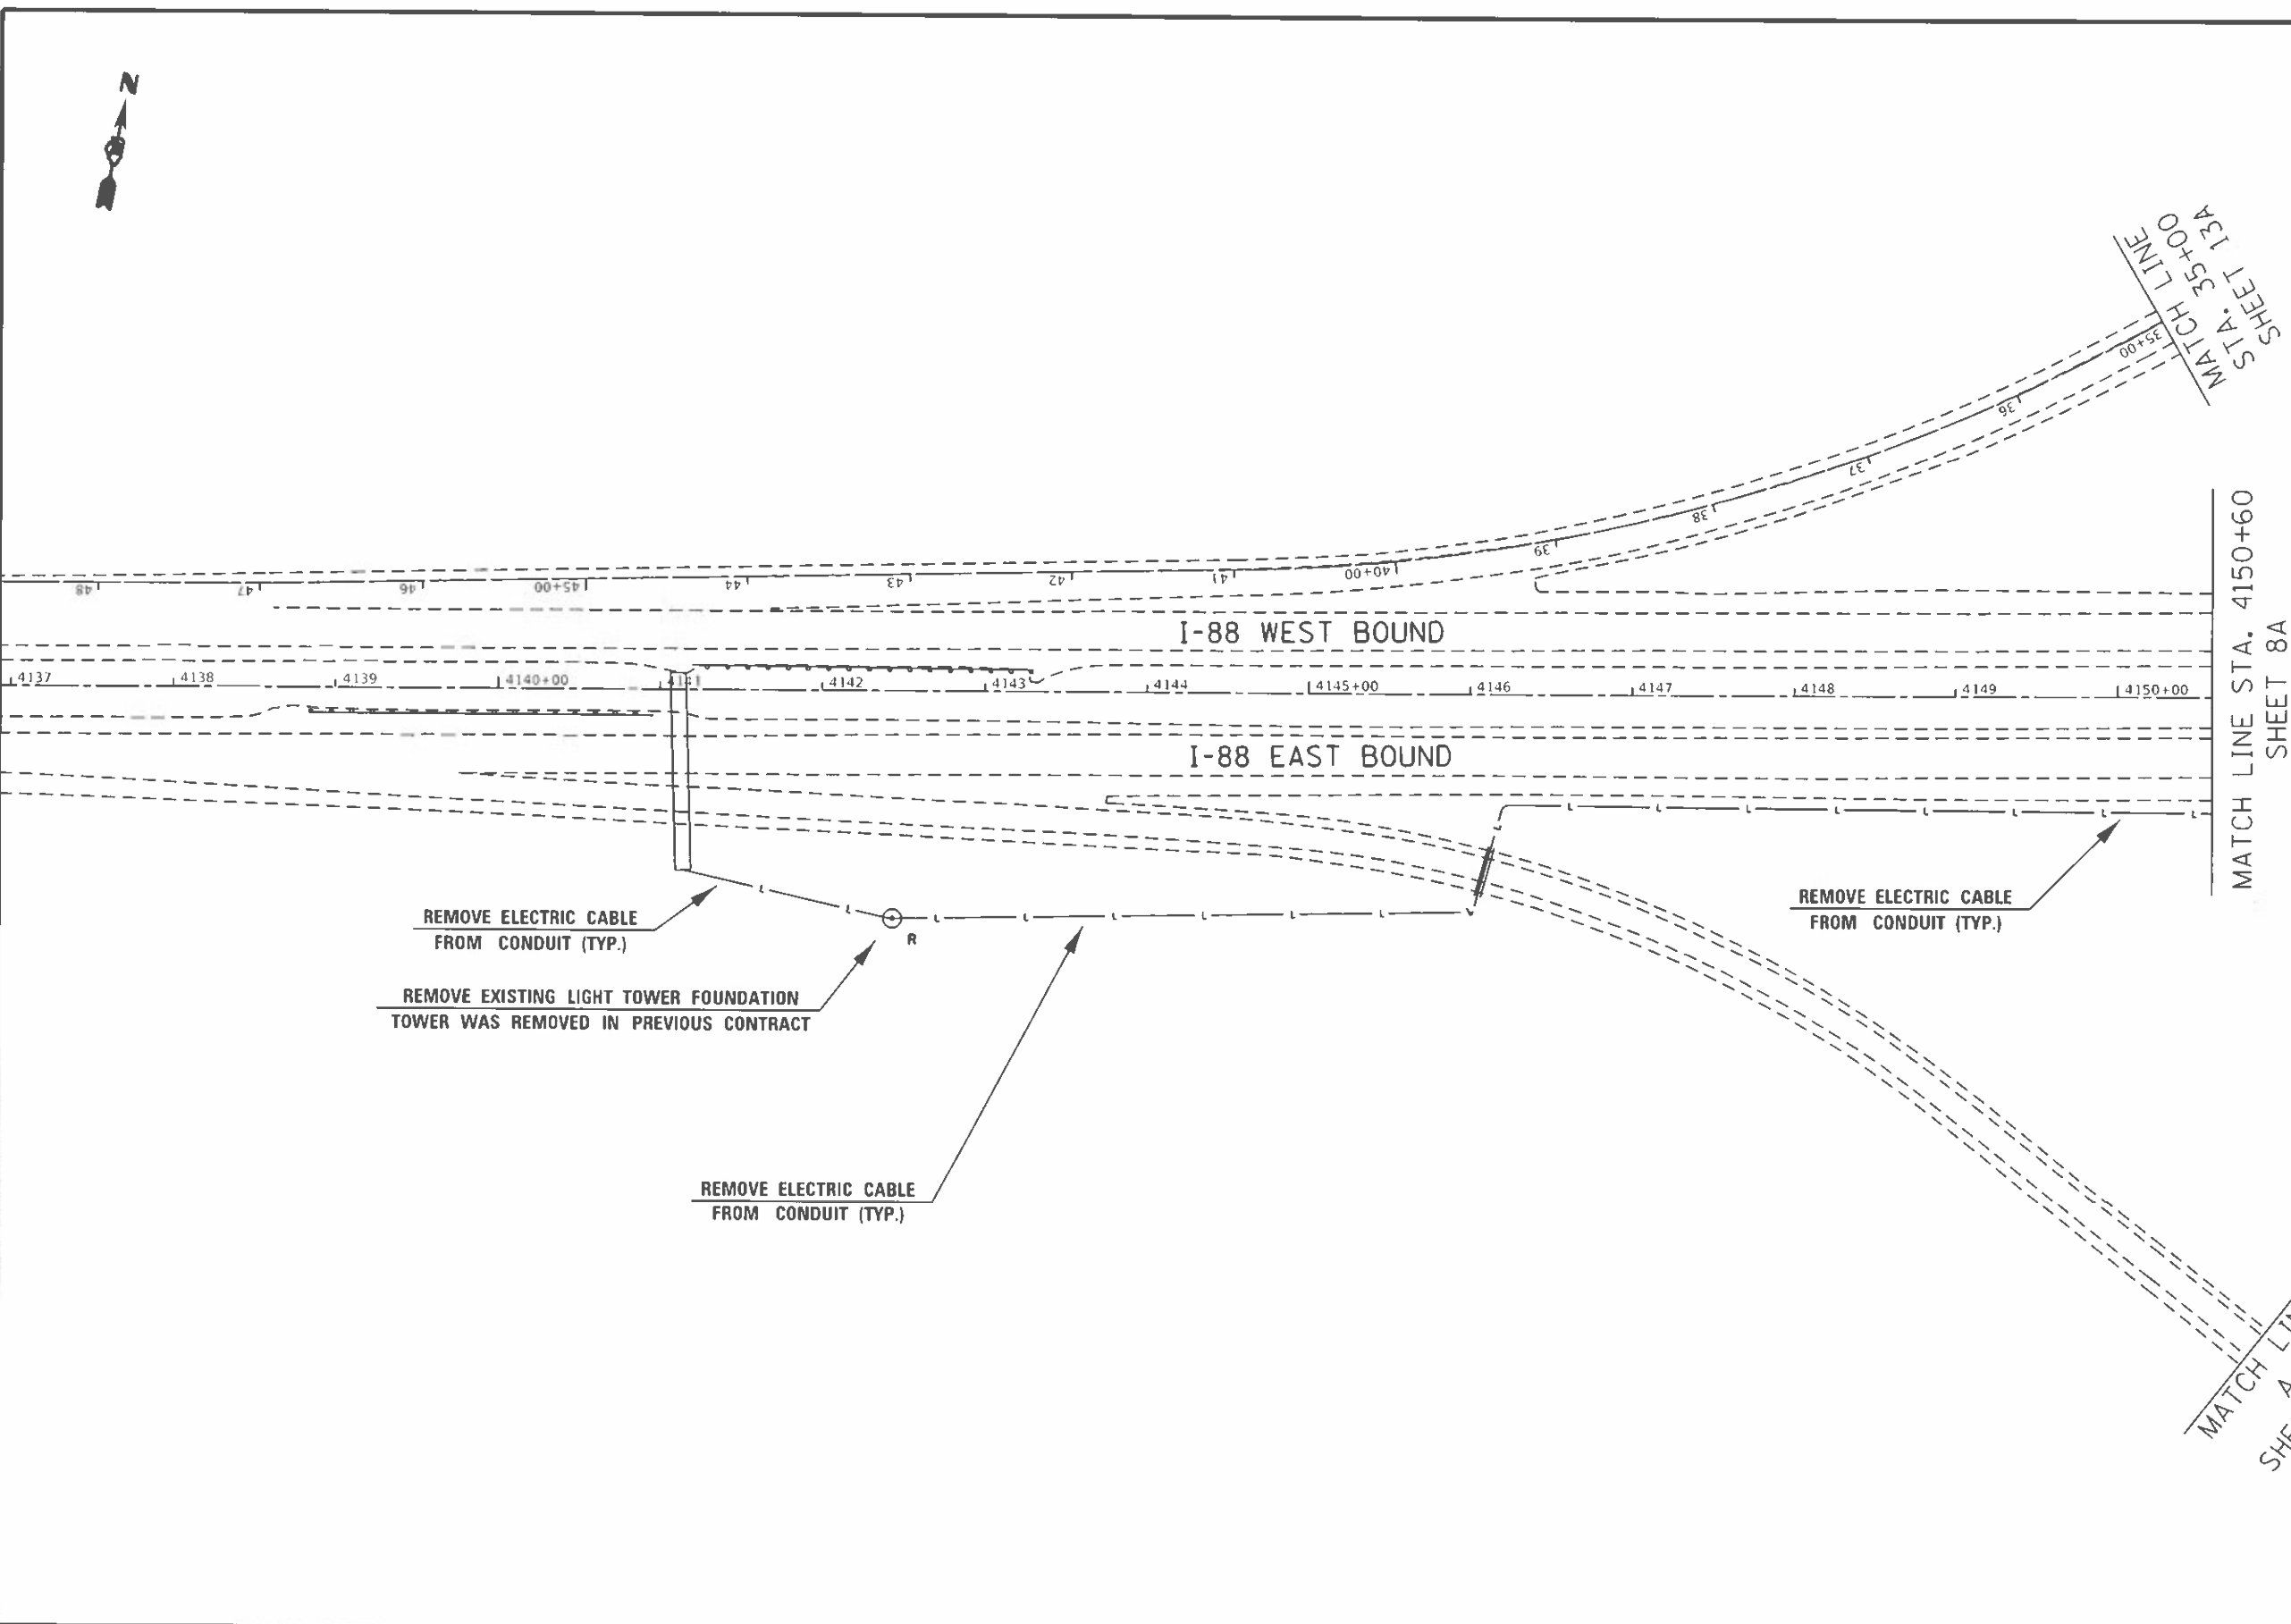 N
MATCH LINE
STA. 35+00
SHEET 13A
35+00
36
37
38
39
40+00
41
42
43
44
45+00
46
47
48
I-88 WEST BOUND
4137
4138
4139
4140+00
4141
4142
4143
4144
4145+00
4146
4147
4148
4149
4150+00
MATCH LINE STA. 4150+60
SHEET 8A
I-88 EAST BOUND
REMOVE ELECTRIC CABLE
FROM CONDUIT (TYP.)
R
REMOVE EXISTING LIGHT TOWER FOUNDATION
TOWER WAS REMOVED IN PREVIOUS CONTRACT
REMOVE ELECTRIC CABLE
FROM CONDUIT (TYP.)
REMOVE ELECTRIC CABLE
FROM CONDUIT (TYP.)
MATCH